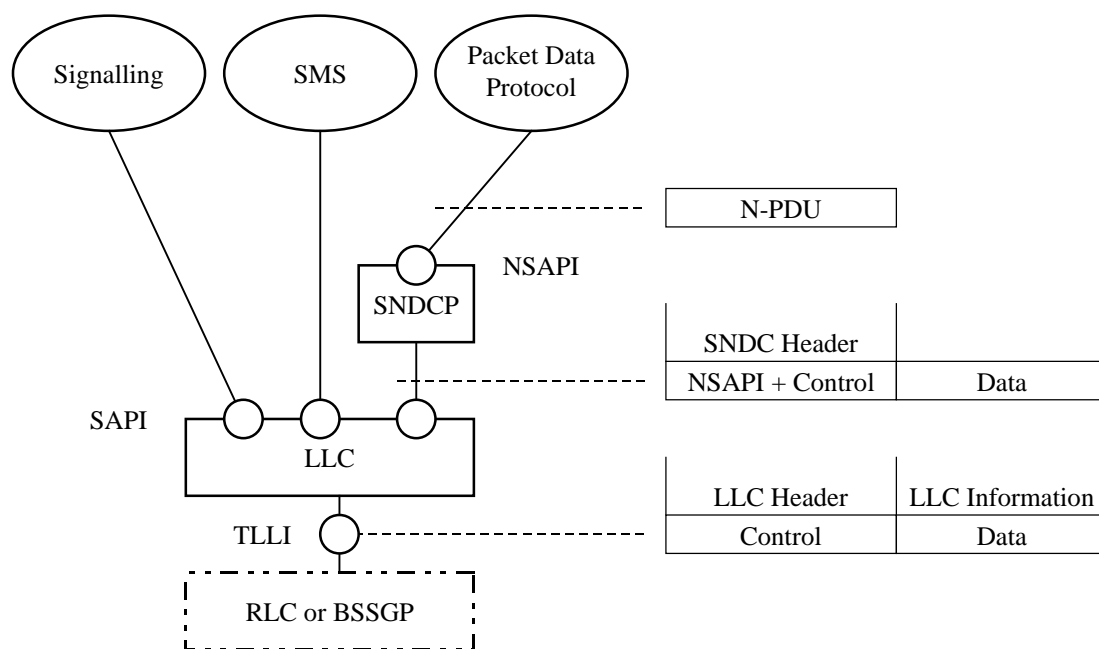 Signalling
SMS
Packet Data
Protocol
N-PDU
NSAPI
SNDCP
SNDC Header
NSAPI + Control
Data
SAPI
LLC
LLC Header
LLC Information
TLLI
Control
Data
RLC or BSSGP